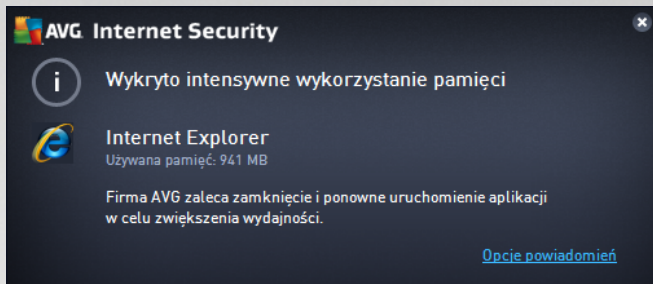 AVG Internet Security
i
Wykryto intensywne wykorzystanie pamięci
Internet Explorer
Używana pamięć: 941 MB
Firma AVG zaleca zamknięcie i ponowne uruchomienie aplikacji
w celu zwiększenia wydajności.
Opcje powiadomień